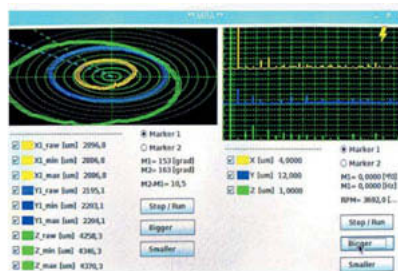 X1_raw [um] 2096,8
X1_min [um] 2086,8
X1_max [um] 2086,8
Y1_raw [um] 2195,1
Y1_min [um] 2203,1
Y1_max [um] 2204,1
Z_raw [um] 4258,3
Z_min [um] 4346,3
Z_max [um] 4370,3
Marker 1
Marker 2
M1= 153 [grad]
M2= 163 [grad]
M2-M1= 10,5
Stop / Run
Bigger
Smaller
X [um] 4,0000
Y [um] 12,000
Z [um] 1,0000
Marker 1
Marker 2
M1= 0,0000
M1= 0,0000 [Hz]
RPM= 3602,0 [...
Stop / Run
Bigger
Smaller